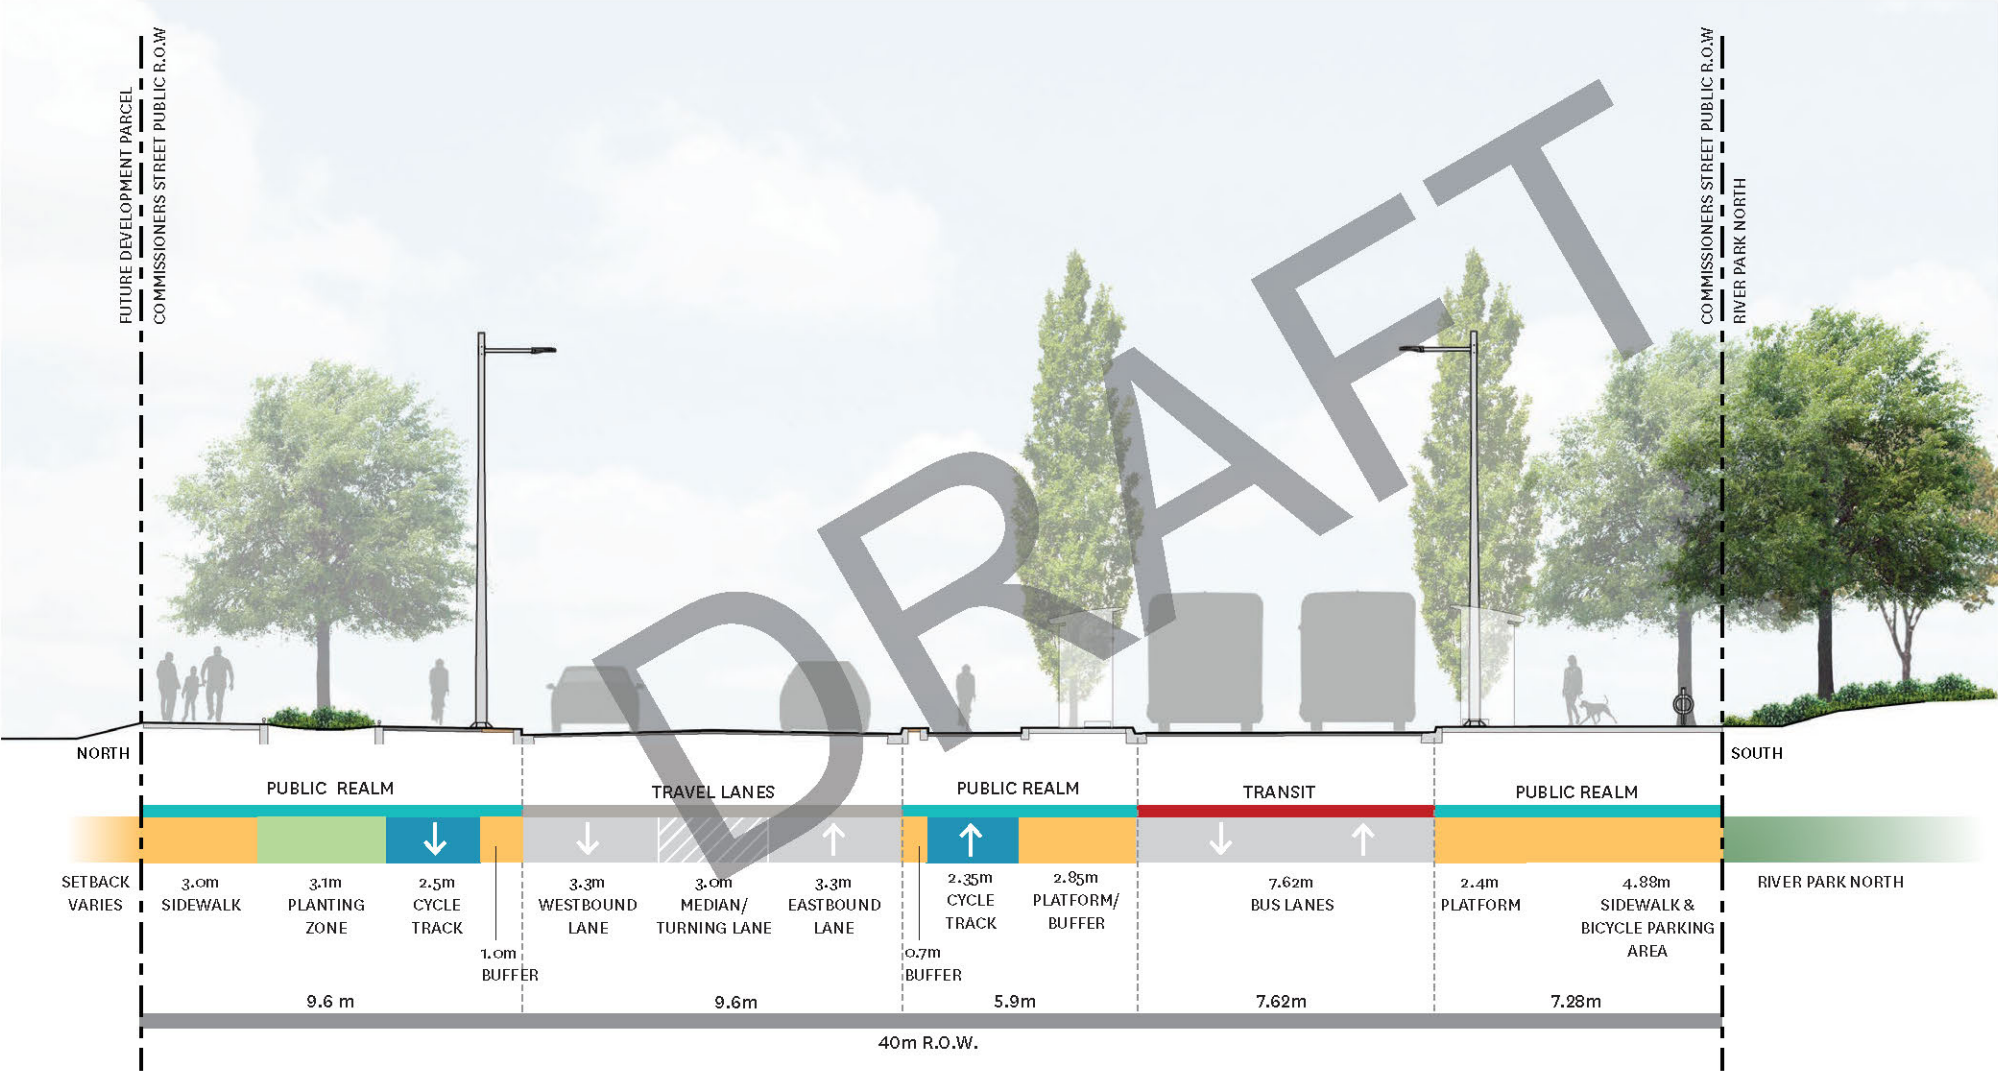 FUTURE DEVELOPMENT PARCEL
COMMISSIONERS STREET PUBLIC R.O.W
COMMISSIONERS STREET PUBLIC R.O.W
RIVER PARK NORTH
DRAFT
NORTH
SOUTH
PUBLIC REALM
TRAVEL LANES
PUBLIC REALM
TRANSIT
PUBLIC REALM
SETBACK
VARIES
3.0m
SIDEWALK
3.1m
PLANTING
ZONE
2.5m
CYCLE
TRACK
1.0m
BUFFER
3.3m
WESTBOUND
LANE
3.0m
MEDIAN/
TURNING LANE
3.3m
EASTBOUND
LANE
0.7m
BUFFER
2.35m
CYCLE
TRACK
2.85m
PLATFORM/
BUFFER
7.62m
BUS LANES
2.4m
PLATFORM
4.88m
SIDEWALK &
BICYCLE PARKING
AREA
RIVER PARK NORTH
9.6 m
9.6m
5.9m
7.62m
7.28m
40m R.O.W.